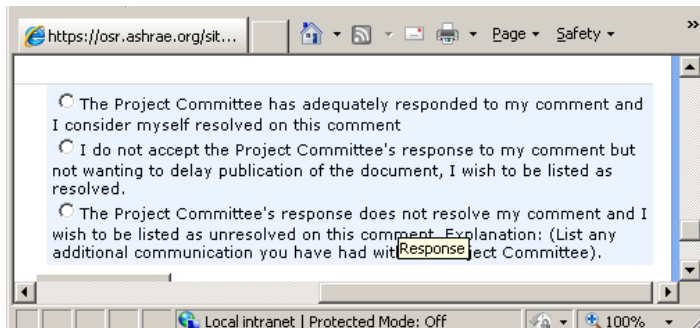 https://osr.ashrae.org/sit...
Page
Safety
»
The Project Committee has adequately responded to my comment and
I consider myself resolved on this comment
I do not accept the Project Committee's response to my comment but
not wanting to delay publication of the document, I wish to be listed as
resolved.
The Project Committee's response does not resolve my comment and I
wish to be listed as unresolved on this comment. Explanation: (List any
additional communication you have had wit Response ject Committee).
Local intranet | Protected Mode: Off
100%